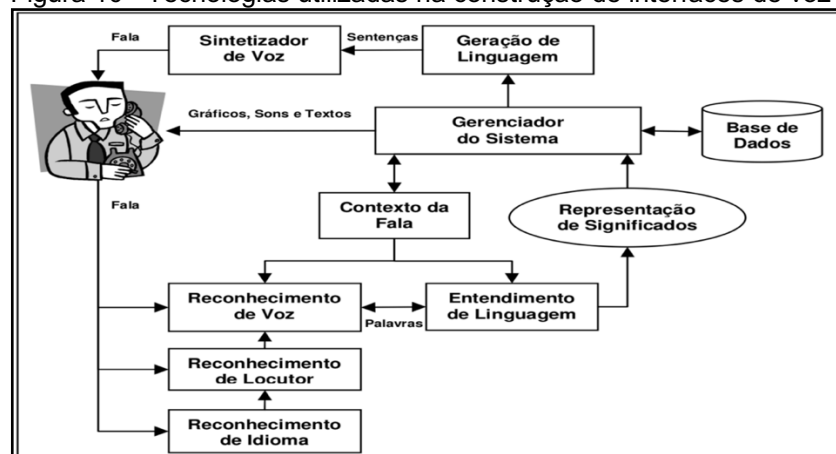 Figura 10 - Tecnologias utilizadas na construção de interfaces de voz
Fala
Sintetizador
de Voz
Sentenças
Geração de
Linguagem
Gráficos, Sons e Textos
Gerenciador
do Sistema
Base de
Dados
Fala
Contexto da
Fala
Representação
de Significados
Reconhecimento
de Voz
Palavras
Entendimento
de Linguagem
Reconhecimento
de Locutor
Reconhecimento
de Idioma